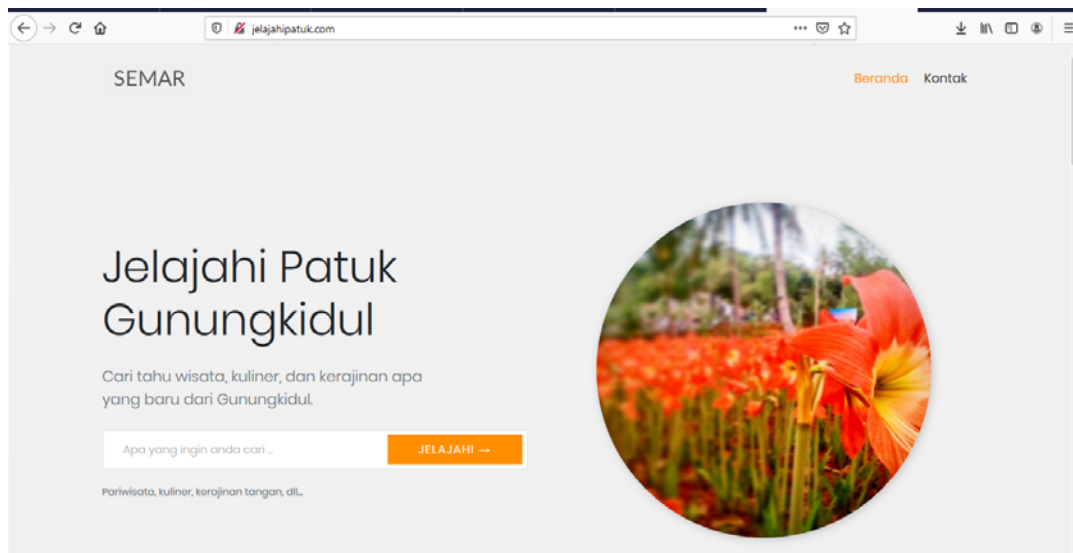 jelajahipatuk.com
SEMAR
Beranda Kontak
Jelajahi Patuk
Gunungkidul
Cari tahu wisata, kuliner, dan kerajinan apa
yang baru dari Gunungkidul.
Apa yang ingin anda cari ...
JELAJAHI →
Pariwisata, kuliner, kerajinan tangan, dll...